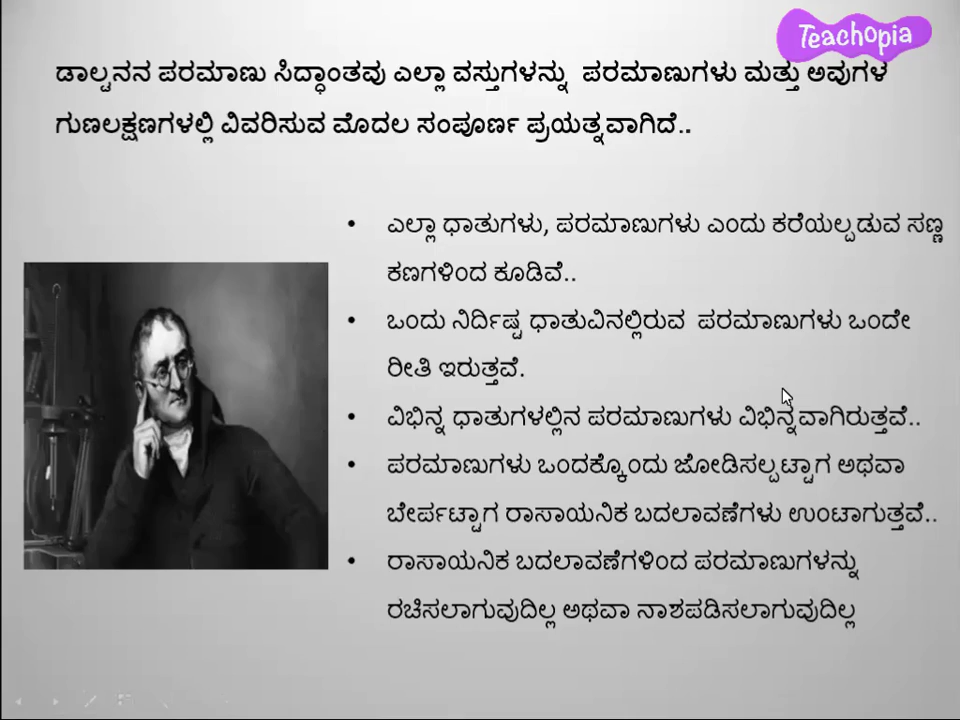 Teachopia
ಡಾಲ್ಟನನ ಪರಮಾಣು ಸಿದ್ಧಾಂತವು ಎಲ್ಲಾ ವಸ್ತುಗಳನ್ನು ಪರಮಾಣುಗಳು ಮತ್ತು ಅವುಗಳ
ಗುಣಲಕ್ಷಣಗಳಲ್ಲಿ ವಿವರಿಸುವ ಮೊದಲ ಸಂಪೂರ್ಣ ಪ್ರಯತ್ನವಾಗಿದೆ..
• ಎಲ್ಲಾ ಧಾತುಗಳು, ಪರಮಾಣುಗಳು ಎಂದು ಕರೆಯಲ್ಪಡುವ ಸಣ್ಣ
ಕಣಗಳಿಂದ ಕೂಡಿವೆ..
• ಒಂದು ನಿರ್ದಿಷ್ಟ ಧಾತುವಿನಲ್ಲಿರುವ ಪರಮಾಣುಗಳು ಒಂದೇ
ರೀತಿ ಇರುತ್ತವೆ.
• ವಿಭಿನ್ನ ಧಾತುಗಳಲ್ಲಿನ ಪರಮಾಣುಗಳು ವಿಭಿನ್ನವಾಗಿರುತ್ತವೆ..
• ಪರಮಾಣುಗಳು ಒಂದಕ್ಕೊಂದು ಜೋಡಿಸಲ್ಪಟ್ಟಾಗ ಅಥವಾ
ಬೇರ್ಪಟ್ಟಾಗ ರಾಸಾಯನಿಕ ಬದಲಾವಣೆಗಳು ಉಂಟಾಗುತ್ತವೆ..
• ರಾಸಾಯನಿಕ ಬದಲಾವಣೆಗಳಿಂದ ಪರಮಾಣುಗಳನ್ನು
ರಚಿಸಲಾಗುವುದಿಲ್ಲ ಅಥವಾ ನಾಶಪಡಿಸಲಾಗುವುದಿಲ್ಲ